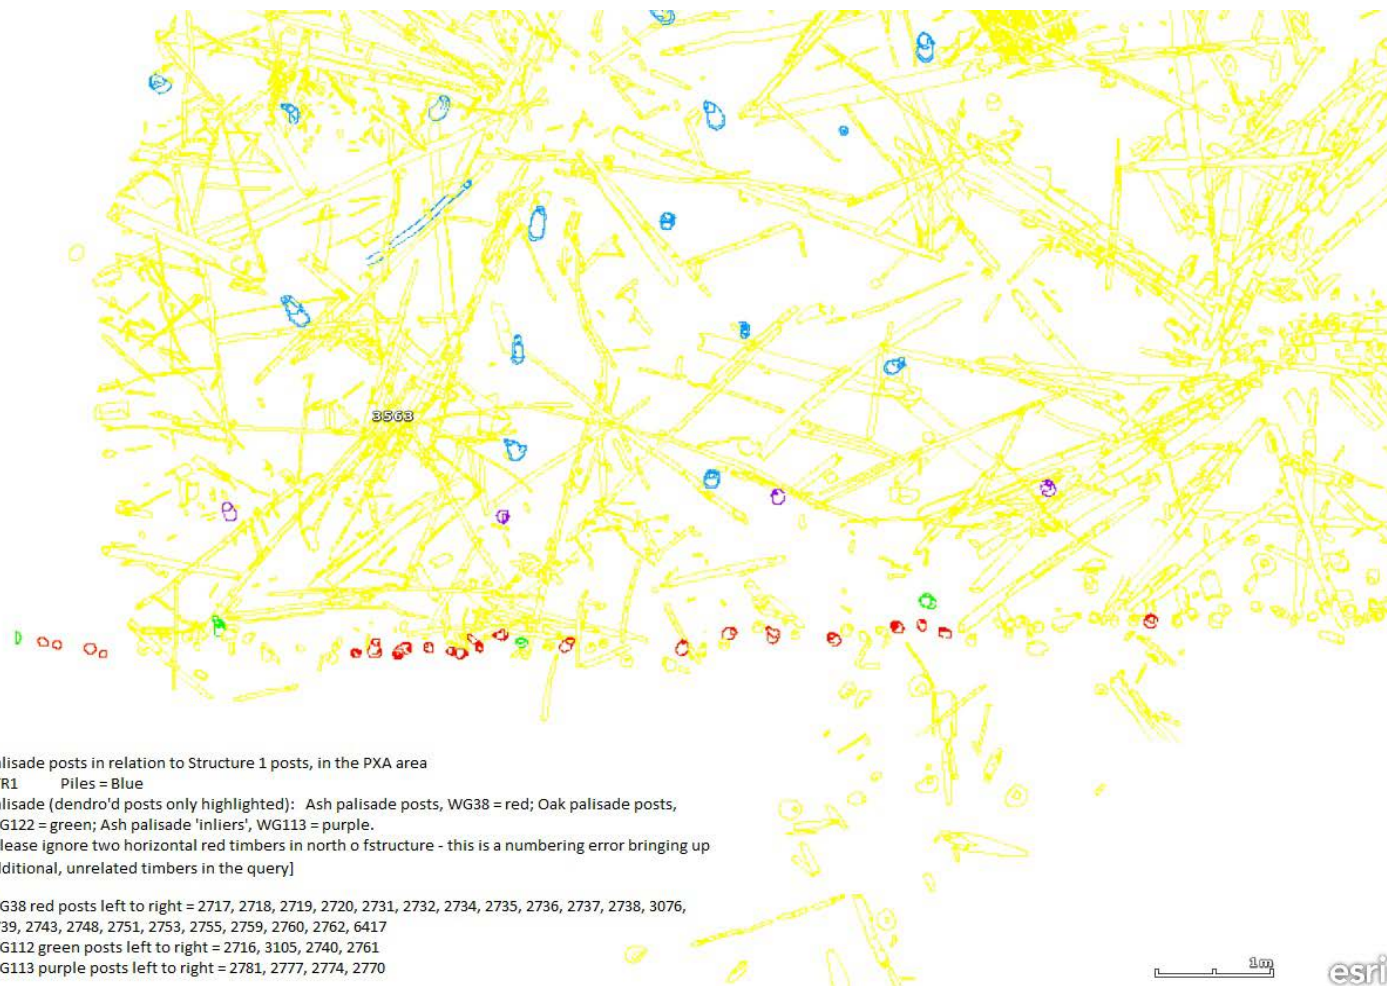 3563
lisade posts in relation to Structure 1 posts, in the PXA area
R1 Piles = Blue
lisade (dendro'd posts only highlighted): Ash palisade posts, WG38 = red; Oak palisade posts,
G122 = green; Ash palisade 'inliers', WG113 = purple.
lease ignore two horizontal red timbers in north o fstructure - this is a numbering error bringing up
ditional, unrelated timbers in the query]
G38 red posts left to right = 2717, 2718, 2719, 2720, 2731, 2732, 2734, 2735, 2736, 2737, 2738, 3076,
39, 2743, 2748, 2751, 2753, 2755, 2759, 2760, 2762, 6417
G112 green posts left to right = 2716, 3105, 2740, 2761
G113 purple posts left to right = 2781, 2777, 2774, 2770
1 m
esri